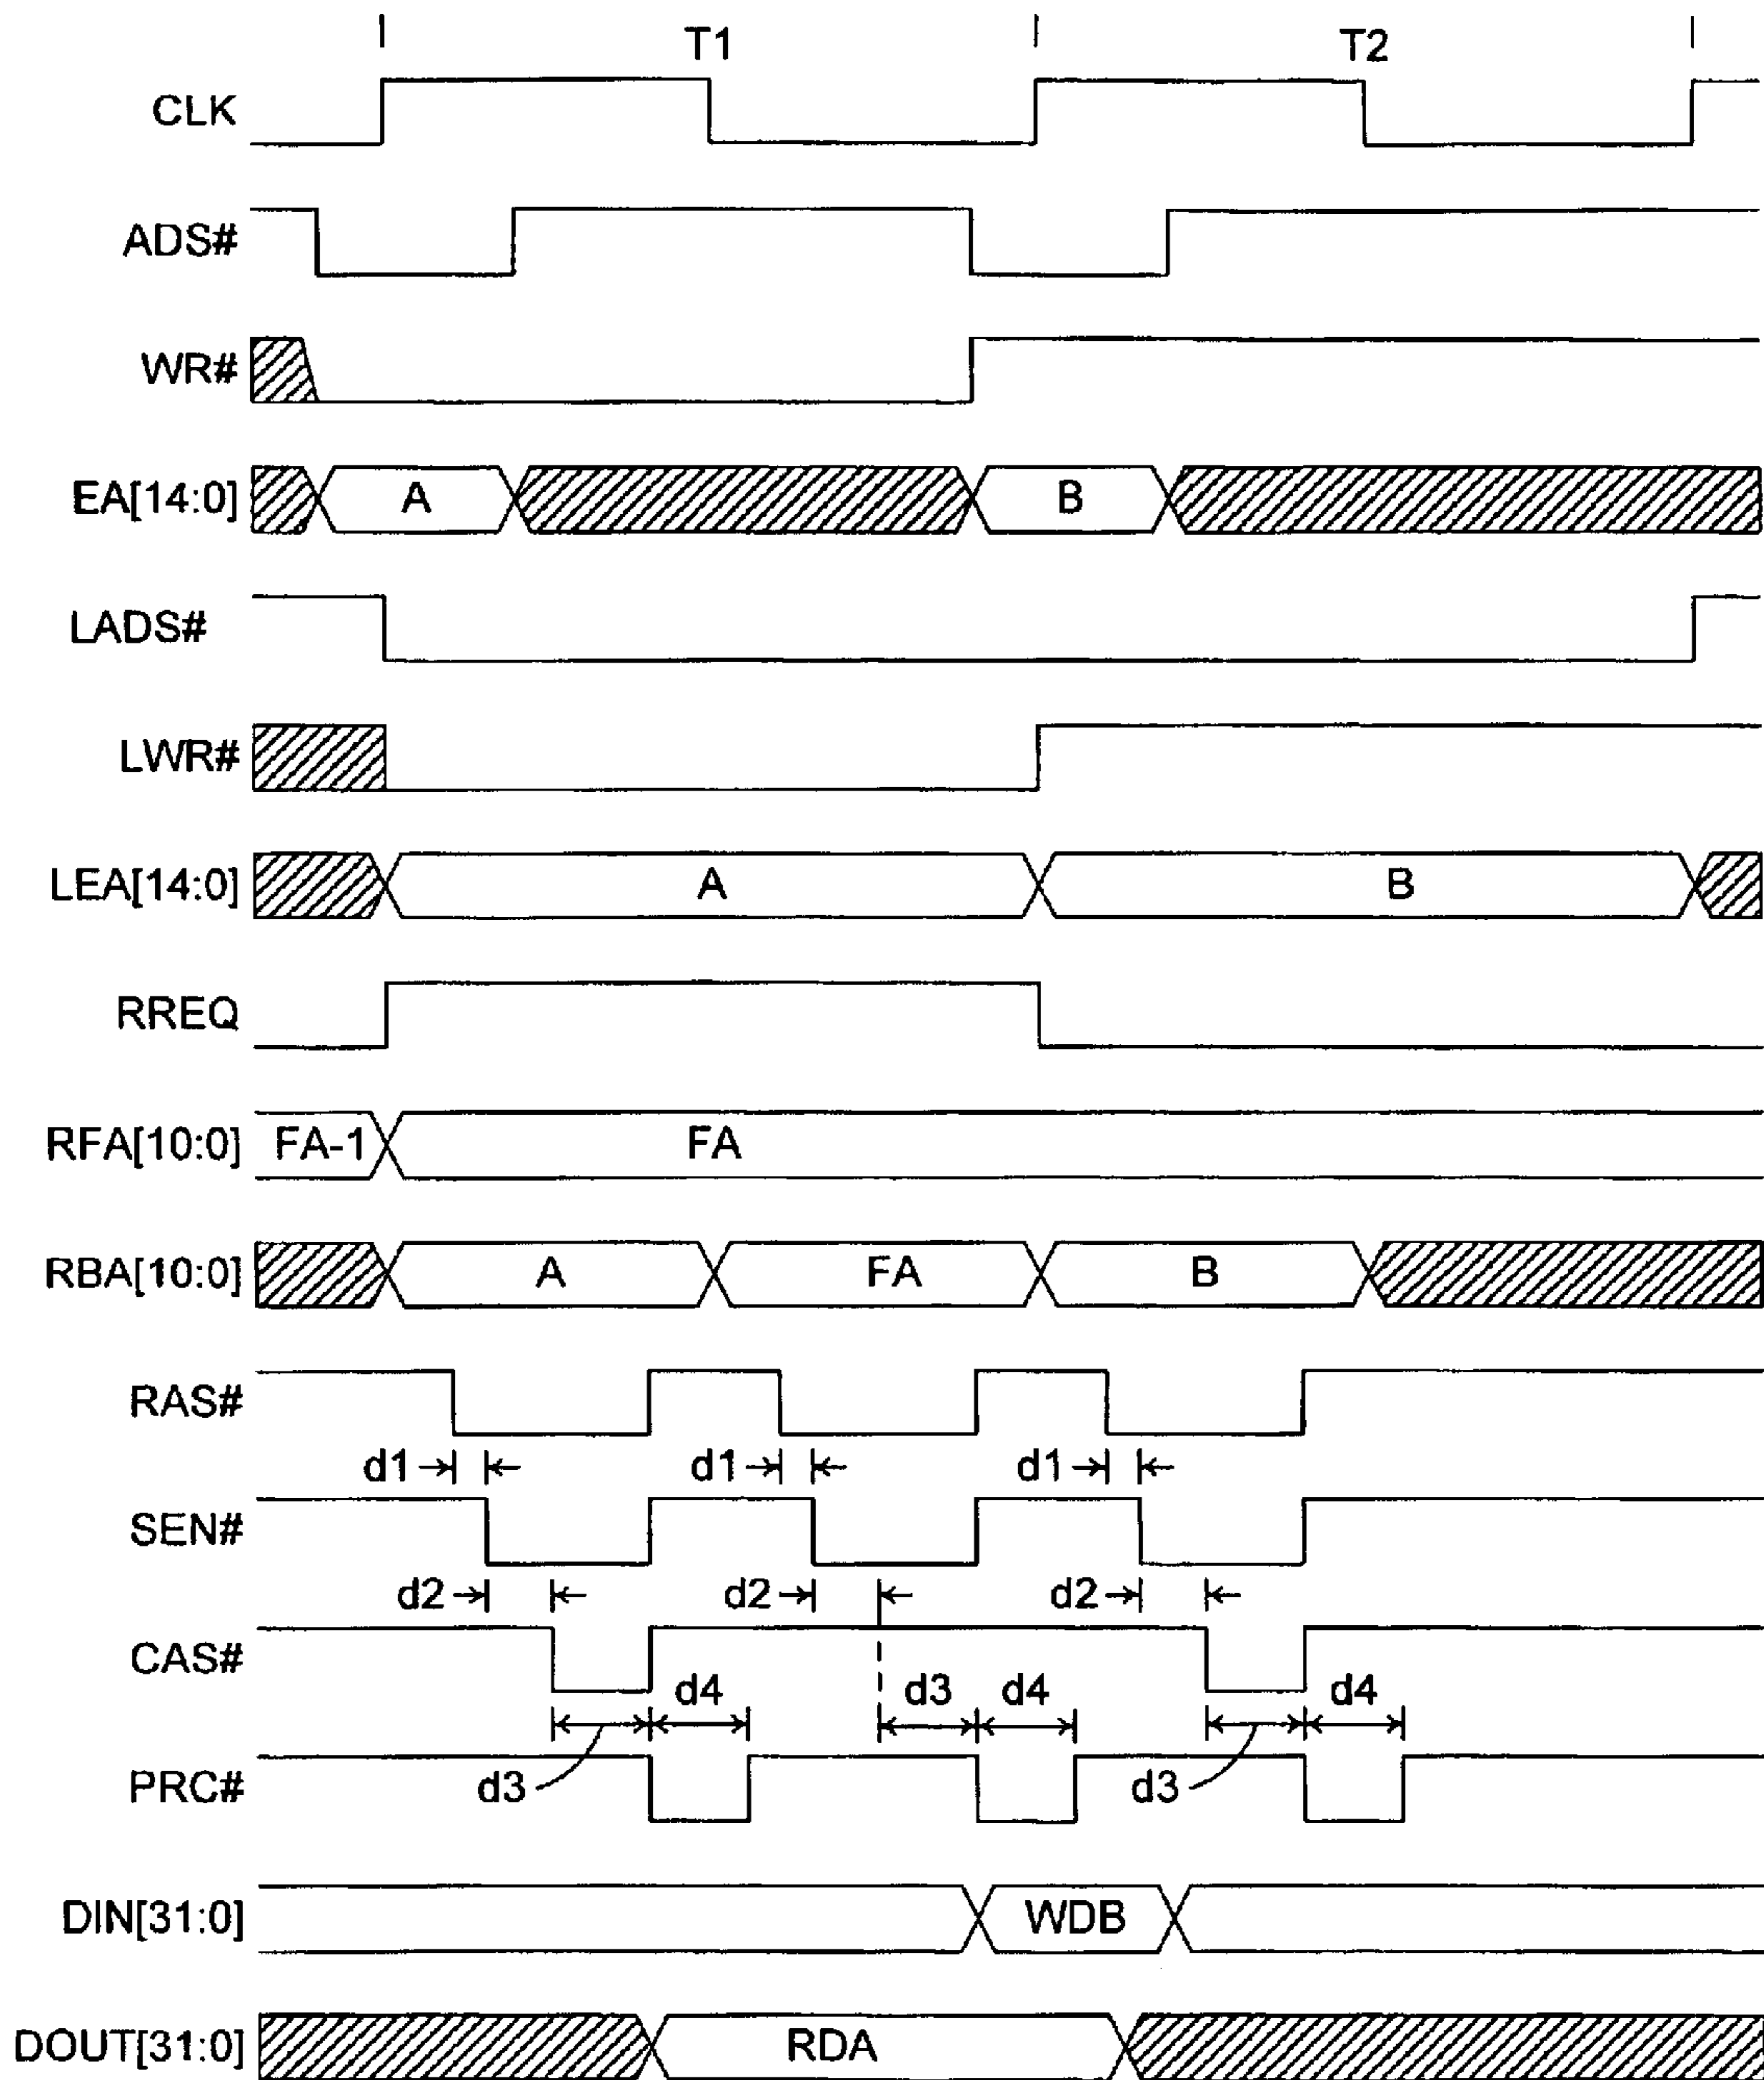 T1 T2
CLK
ADS#
WR#
EA[14:0] A B
LADS#
LWR#
LEA[14:0] A B
RREQ
RFA[10:0] FA-1 FA
RBA[10:0] A FA B
RAS#
d1 d1 d1
SEN#
d2 d2 d2
CAS#
d4 d3 d4 d4
PRC# d3 d3
DIN[31:0] WDB
DOUT[31:0] RDA